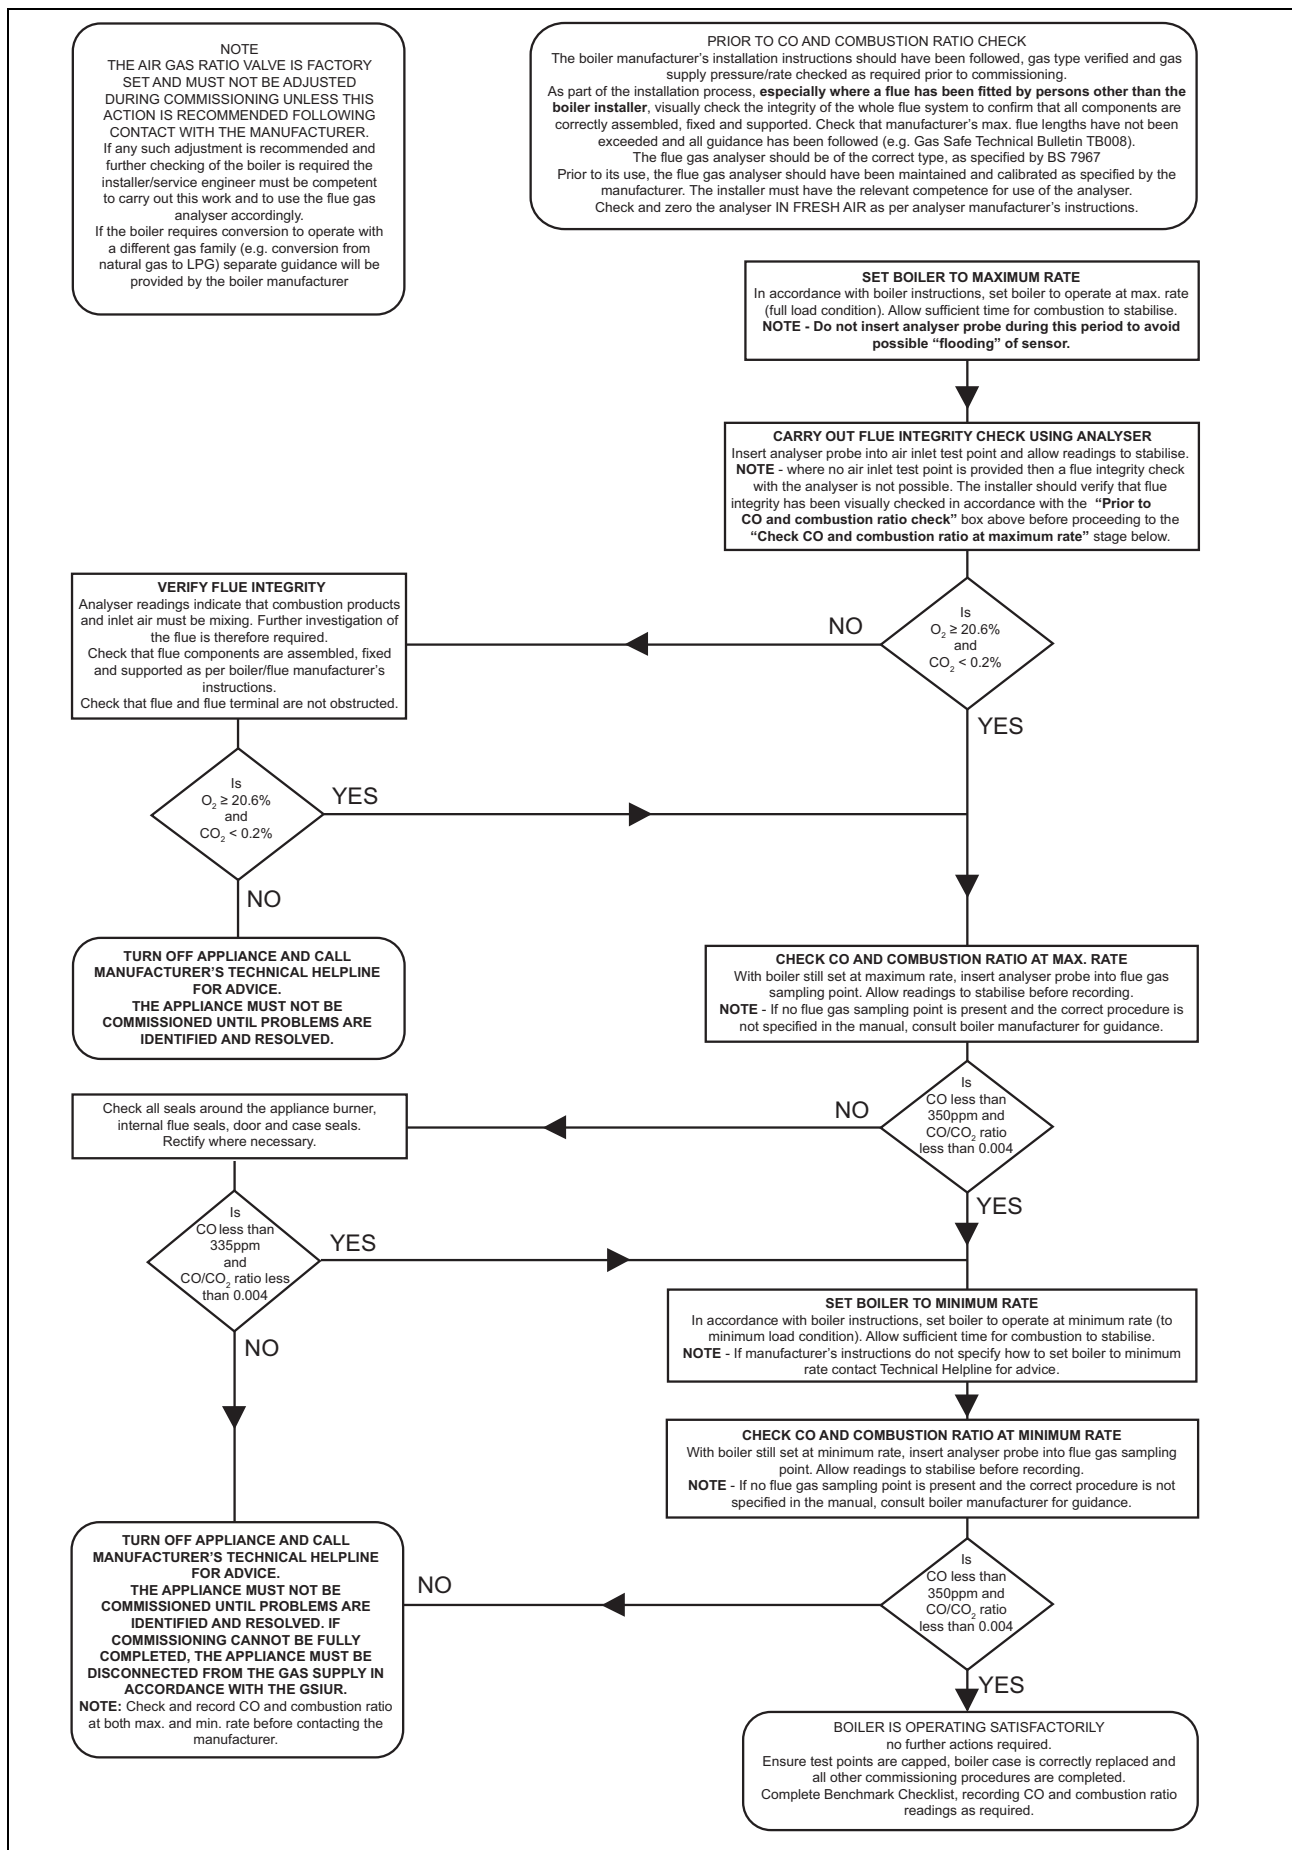 NOTE
THE AIR GAS RATIO VALVE IS FACTORY
SET AND MUST NOT BE ADJUSTED
DURING COMMISSIONING UNLESS THIS
ACTION IS RECOMMENDED FOLLOWING
CONTACT WITH THE MANUFACTURER.
If any such adjustment is recommended and
further checking of the boiler is required the
installer/service engineer must be competent
to carry out this work and to use the flue gas
analyser accordingly.
If the boiler requires conversion to operate with
a different gas family (e.g. conversion from
natural gas to LPG) separate guidance will be
provided by the boiler manufacturer
PRIOR TO CO AND COMBUSTION RATIO CHECK
The boiler manufacturer's installation instructions should have been followed, gas type verified and gas
supply pressure/rate checked as required prior to commissioning.
As part of the installation process, especially where a flue has been fitted by persons other than the
boiler installer, visually check the integrity of the whole flue system to confirm that all components are
correctly assembled, fixed and supported. Check that manufacturer's max. flue lengths have not been
exceeded and all guidance has been followed (e.g. Gas Safe Technical Bulletin TB008).
The flue gas analyser should be of the correct type, as specified by BS 7967
Prior to its use, the flue gas analyser should have been maintained and calibrated as specified by the
manufacturer. The installer must have the relevant competence for use of the analyser.
Check and zero the analyser IN FRESH AIR as per analyser manufacturer's instructions.
SET BOILER TO MAXIMUM RATE
In accordance with boiler instructions, set boiler to operate at max. rate
(full load condition). Allow sufficient time for combustion to stabilise.
NOTE - Do not insert analyser probe during this period to avoid
possible “flooding” of sensor.
CARRY OUT FLUE INTEGRITY CHECK USING ANALYSER
Insert analyser probe into air inlet test point and allow readings to stabilise.
NOTE - where no air inlet test point is provided then a flue integrity check
with the analyser is not possible. The installer should verify that flue
integrity has been visually checked in accordance with the “Prior to
CO and combustion ratio check” box above before proceeding to the
“Check CO and combustion ratio at maximum rate” stage below.
Is
O₂ ≥ 20.6%
and
CO₂ < 0.2%
NO
YES
VERIFY FLUE INTEGRITY
Analyser readings indicate that combustion products
and inlet air must be mixing. Further investigation of
the flue is therefore required.
Check that flue components are assembled, fixed
and supported as per boiler/flue manufacturer's
instructions.
Check that flue and flue terminal are not obstructed.
Is
O₂ ≥ 20.6%
and
CO₂ < 0.2%
YES
NO
TURN OFF APPLIANCE AND CALL
MANUFACTURER'S TECHNICAL HELPLINE
FOR ADVICE.
THE APPLIANCE MUST NOT BE
COMMISSIONED UNTIL PROBLEMS ARE
IDENTIFIED AND RESOLVED.
CHECK CO AND COMBUSTION RATIO AT MAX. RATE
With boiler still set at maximum rate, insert analyser probe into flue gas
sampling point. Allow readings to stabilise before recording.
NOTE - If no flue gas sampling point is present and the correct procedure is
not specified in the manual, consult boiler manufacturer for guidance.
Is
CO less than
350ppm and
CO/CO₂ ratio
less than 0.004
NO
YES
Check all seals around the appliance burner,
internal flue seals, door and case seals.
Rectify where necessary.
Is
CO less than
335ppm
and
CO/CO₂ ratio less
than 0.004
YES
NO
SET BOILER TO MINIMUM RATE
In accordance with boiler instructions, set boiler to operate at minimum rate (to
minimum load condition). Allow sufficient time for combustion to stabilise.
NOTE - If manufacturer's instructions do not specify how to set boiler to minimum
rate contact Technical Helpline for advice.
CHECK CO AND COMBUSTION RATIO AT MINIMUM RATE
With boiler still set at minimum rate, insert analyser probe into flue gas sampling
point. Allow readings to stabilise before recording.
NOTE - If no flue gas sampling point is present and the correct procedure is not
specified in the manual, consult boiler manufacturer for guidance.
Is
CO less than
350ppm and
CO/CO₂ ratio
less than 0.004
NO
YES
TURN OFF APPLIANCE AND CALL
MANUFACTURER'S TECHNICAL HELPLINE
FOR ADVICE.
THE APPLIANCE MUST NOT BE
COMMISSIONED UNTIL PROBLEMS ARE
IDENTIFIED AND RESOLVED. IF
COMMISSIONING CANNOT BE FULLY
COMPLETED, THE APPLIANCE MUST BE
DISCONNECTED FROM THE GAS SUPPLY IN
ACCORDANCE WITH THE GSIUR.
NOTE: Check and record CO and combustion ratio
at both max. and min. rate before contacting the
manufacturer.
BOILER IS OPERATING SATISFACTORILY
no further actions required.
Ensure test points are capped, boiler case is correctly replaced and
all other commissioning procedures are completed.
Complete Benchmark Checklist, recording CO and combustion ratio
readings as required.